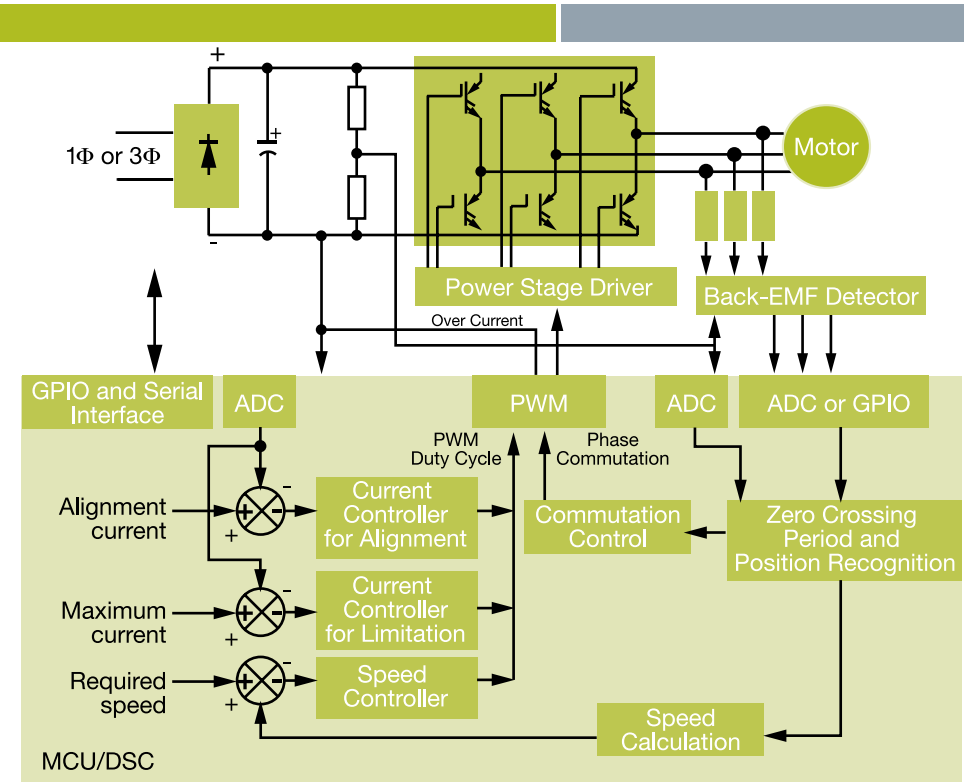 +
+
1Φ or 3Φ
-
Motor
Power Stage Driver
Back-EMF Detector
Over Current
GPIO and Serial
Interface
ADC
PWM
ADC
ADC or GPIO
PWM
Duty Cycle
Phase
Commutation
Alignment
current
+
-
-
+
Current
Controller
for Alignment
Commutation
Control
Zero Crossing
Period and
Position Recognition
Maximum
current
+
-
-
+
Current
Controller
for Limitation
Required
speed
+
-
-
+
Speed
Controller
Speed
Calculation
MCU/DSC